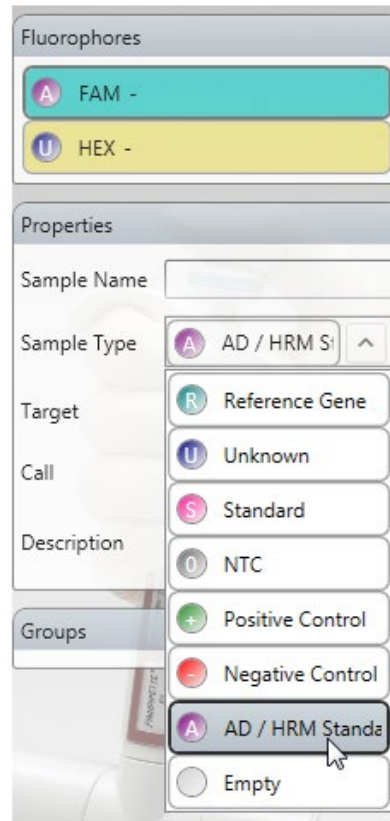 Fluorophores
A FAM -
U HEX -
Properties
Sample Name
Sample Type A AD / HRM St
Target
Call
Description
R Reference Gene
U Unknown
S Standard
0 NTC
+ Positive Control
- Negative Control
A AD / HRM Standa
Empty
Groups